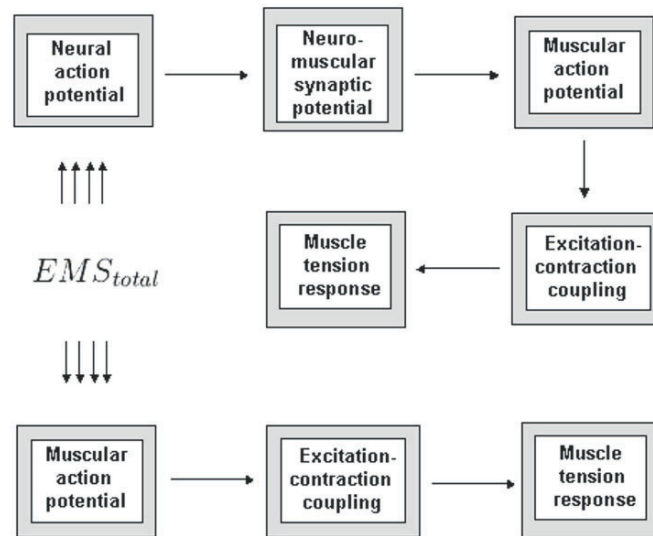 Neural
action
potential
Neuro-
muscular
synaptic
potential
Muscular
action
potential
Muscle
tension
response
Excitation-
contraction
coupling
EMS_total
Muscular
action
potential
Excitation-
contraction
coupling
Muscle
tension
response